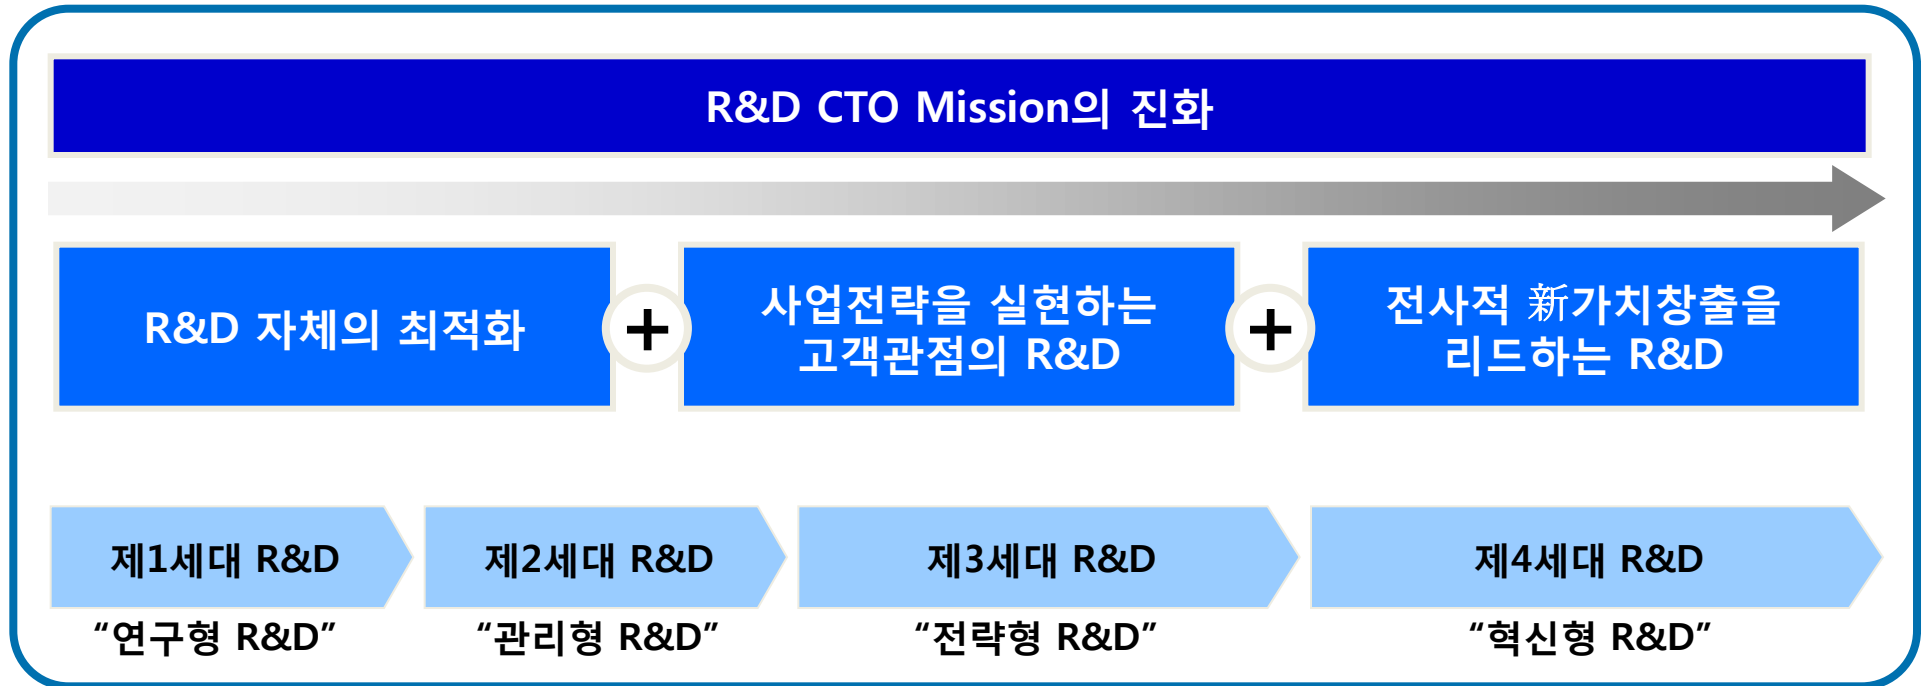 R&D CTO Mission의 진화
R&D 자체의 최적화
+
사업전략을 실현하는
고객관점의 R&D
+
전사적 新가치창출을
리드하는 R&D
제1세대 R&D
제2세대 R&D
제3세대 R&D
제4세대 R&D
“연구형 R&D”
“관리형 R&D”
“전략형 R&D”
“혁신형 R&D”